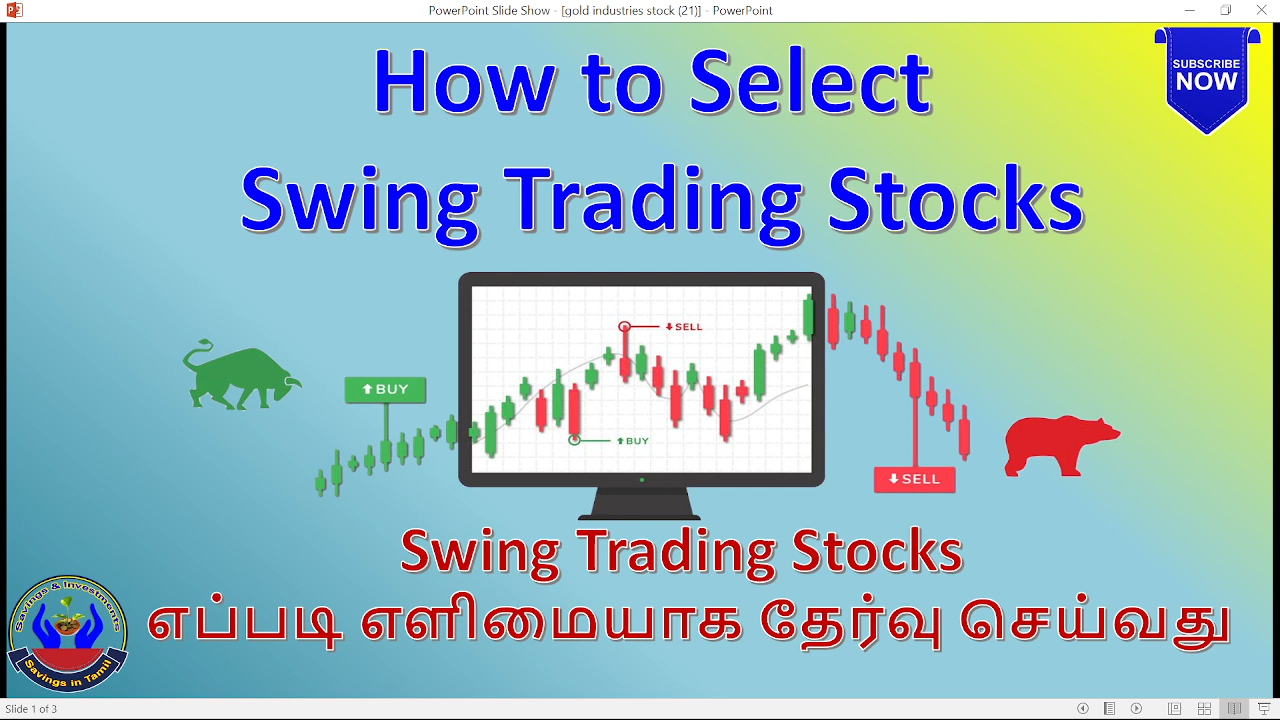 PowerPoint Slide Show - [gold industries stock (21)] - PowerPoint
How to Select
SUBSCRIBE
NOW
Swing Trading Stocks
SELL
BUY
BUY
SELL
Swing Trading Stocks
எப்படி எளிமையாக தேர்வு செய்வது
Savings & Investments
Savings in Tamil
Slide 1 of 3